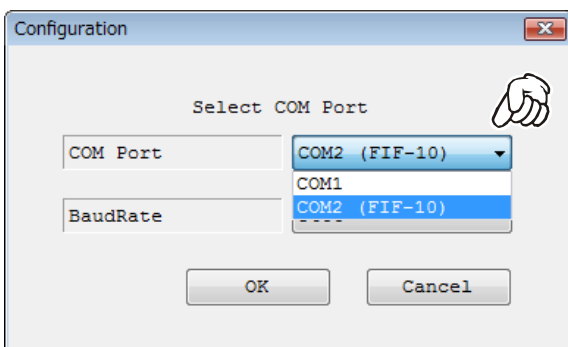 Configuration
Select COM Port
COM Port
COM2 (FIF-10)
COM1
COM2 (FIF-10)
BaudRate
OK
Cancel